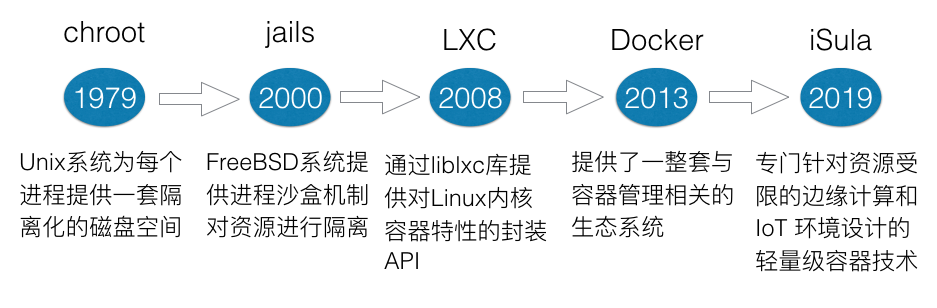 chroot
jails
LXC
Docker
iSula
1979
2000
2008
2013
2019
Unix系统为每个
进程提供一套隔
离化的磁盘空间
FreeBSD系统提
供进程沙盒机制
对资源进行隔离
通过liblxc库提
供对Linux内核
容器特性的封装
API
提供了一整套与
容器管理相关的
生态系统
专门针对资源受
限的边缘计算和
IoT 环境设计的
轻量级容器技术